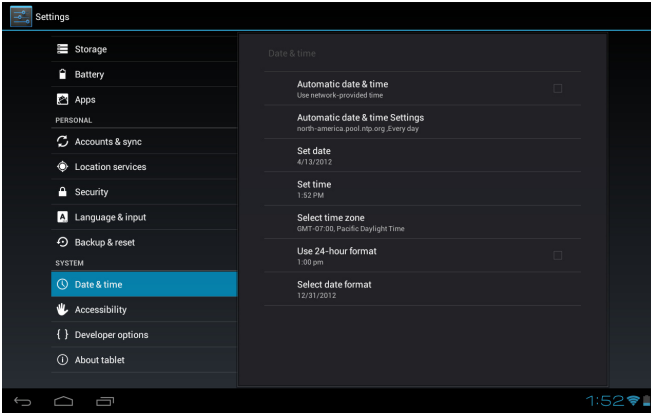 Settings
Storage
Battery
Apps
PERSONAL
Accounts & sync
Location services
Security
A Language & input
Backup & reset
SYSTEM
Date & time
Accessibility
{ } Developer options
About tablet
Date & time
Automatic date & time
Use network-provided time
Automatic date & time Settings
north-america.pool.ntp.org ,Every day
Set date
4/13/2012
Set time
1:52 PM
Select time zone
GMT-07:00, Pacific Daylight Time
Use 24-hour format
1:00 pm
Select date format
12/31/2012
1:52